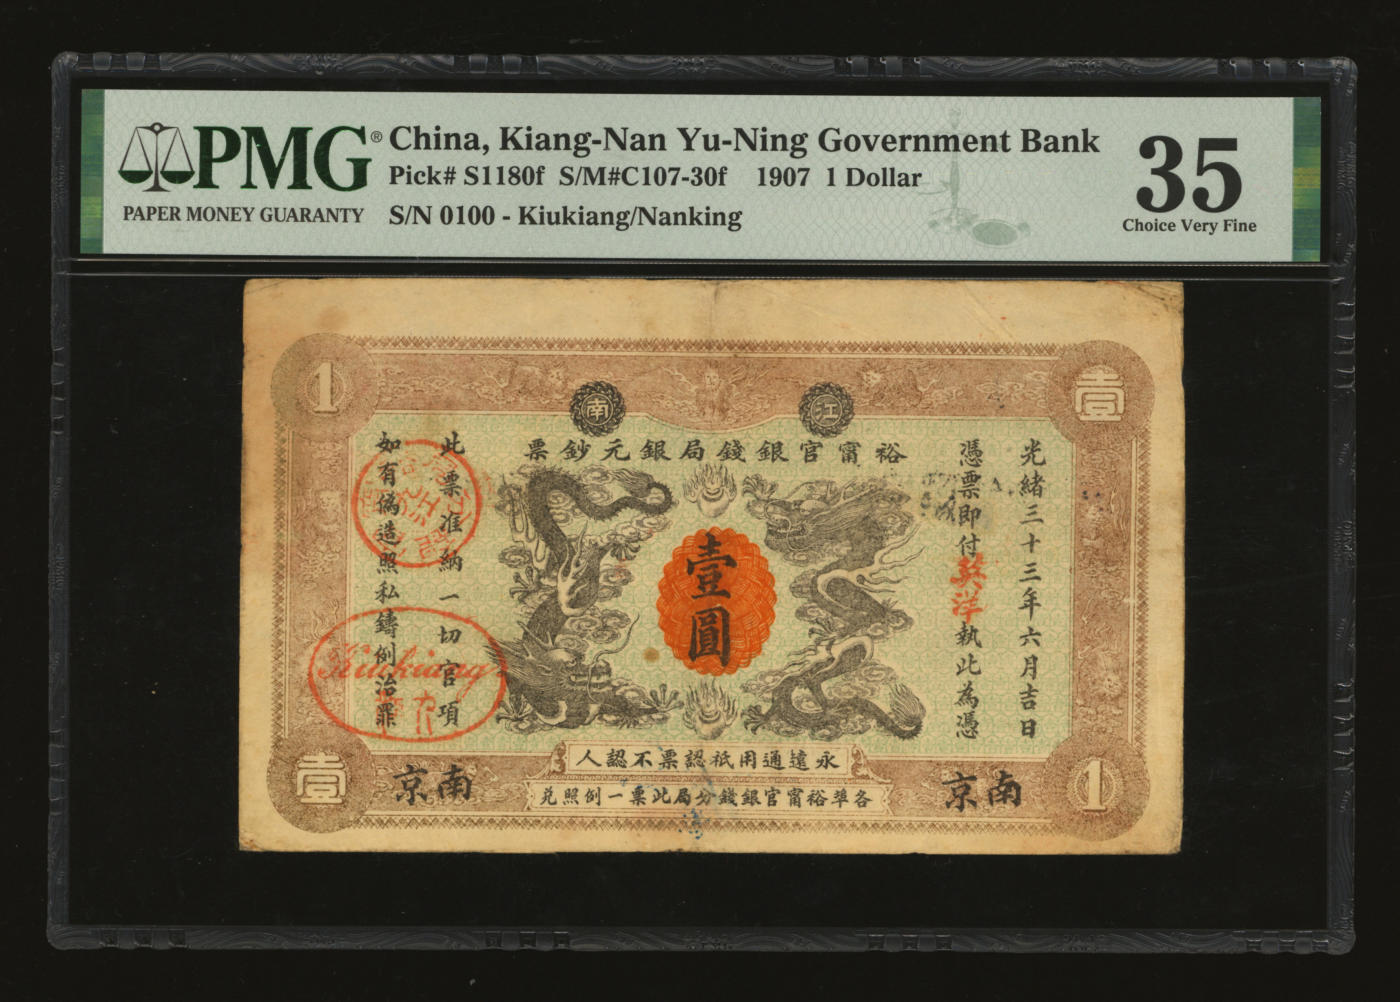 PMG®
PAPER MONEY GUARANTY
China, Kiang-Nan Yu-Ning Government Bank
Pick# S1180f S/M#C107-30f 1907 1 Dollar
S/N 0100 - Kiukiang/Nanking
35
Choice Very Fine
1
壹
江南
裕甯官銀錢局銀元鈔票
光緒三十三年六月吉日
憑票即付英洋執此為憑
壹圓
此票准納一切官項
如有偽造照私鑄例治罪
Kiukiang
九
永遠通用祇認票不認人
各埠裕甯官銀錢分局此票一例照兑
南京
南京
壹
1